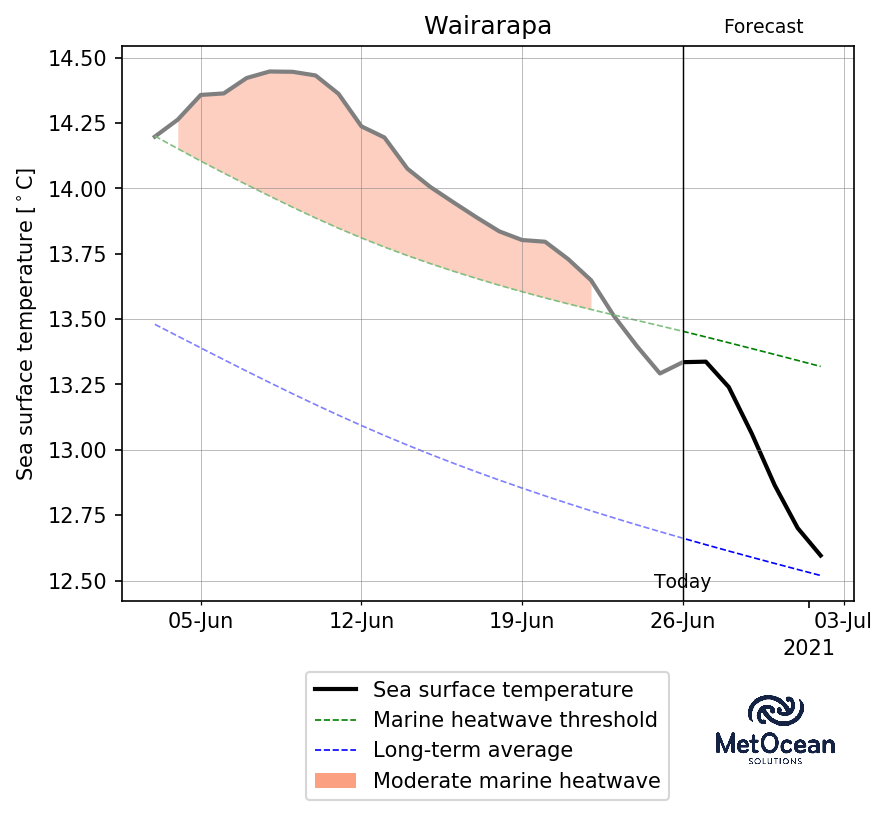 Wairarapa
Forecast
Sea surface temperature [°C]
14.50
14.25
14.00
13.75
13.50
13.25
13.00
12.75
12.50
Today
05-Jun
12-Jun
19-Jun
26-Jun
03-Jul
2021
Sea surface temperature
Marine heatwave threshold
Long-term average
Moderate marine heatwave
MetOcean
SOLUTIONS